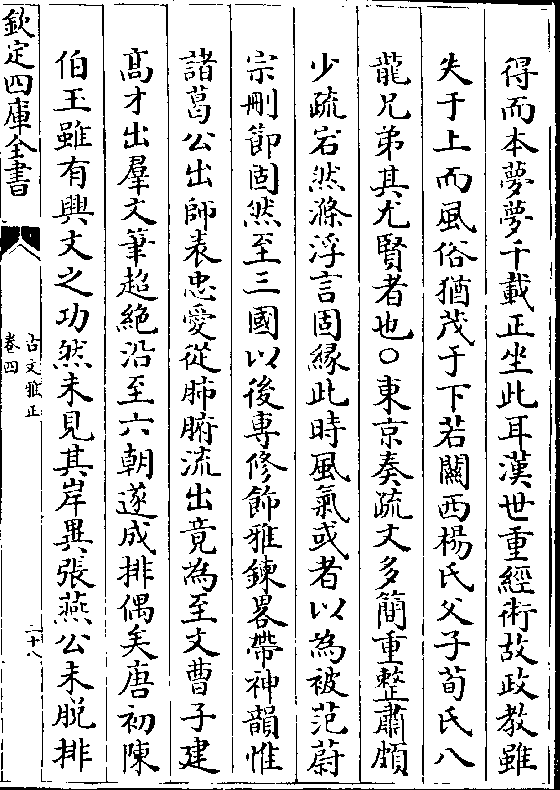 得而本夢夢千載正坐此耳漢世重經術故政教雖
失于上而風俗猶茂于下若關西楊氏父子荀氏八
龍兄弟其尤賢者也○東京奏疏文多簡重整肅頗
少疏宕然滌浮言固緣此時風氣或者以為被范蔚
宗刪節固然至三國以後專修飾雅鍊畧帶神韻惟
諸葛公出師表忠愛從肺腑流出竟為至文曹子建
髙才出羣文筆超絶沿至六朝遂成排偶矣唐初陳
伯玉雖有興文之功然未見其岸異張燕公未脱排
欽定四庫全書
古文雅正
卷四
二十八